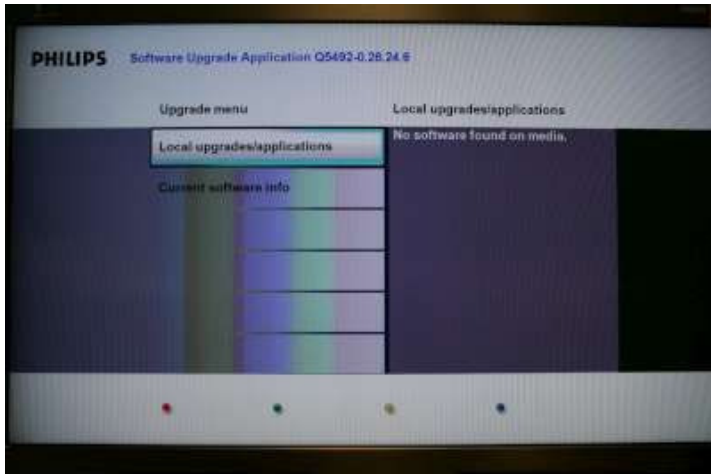 PHILIPS Software Upgrade Application Q5492-0.26.24.6
Upgrade menu Local upgrades/applications
Local upgrades/applications No software found on media.
Current software info